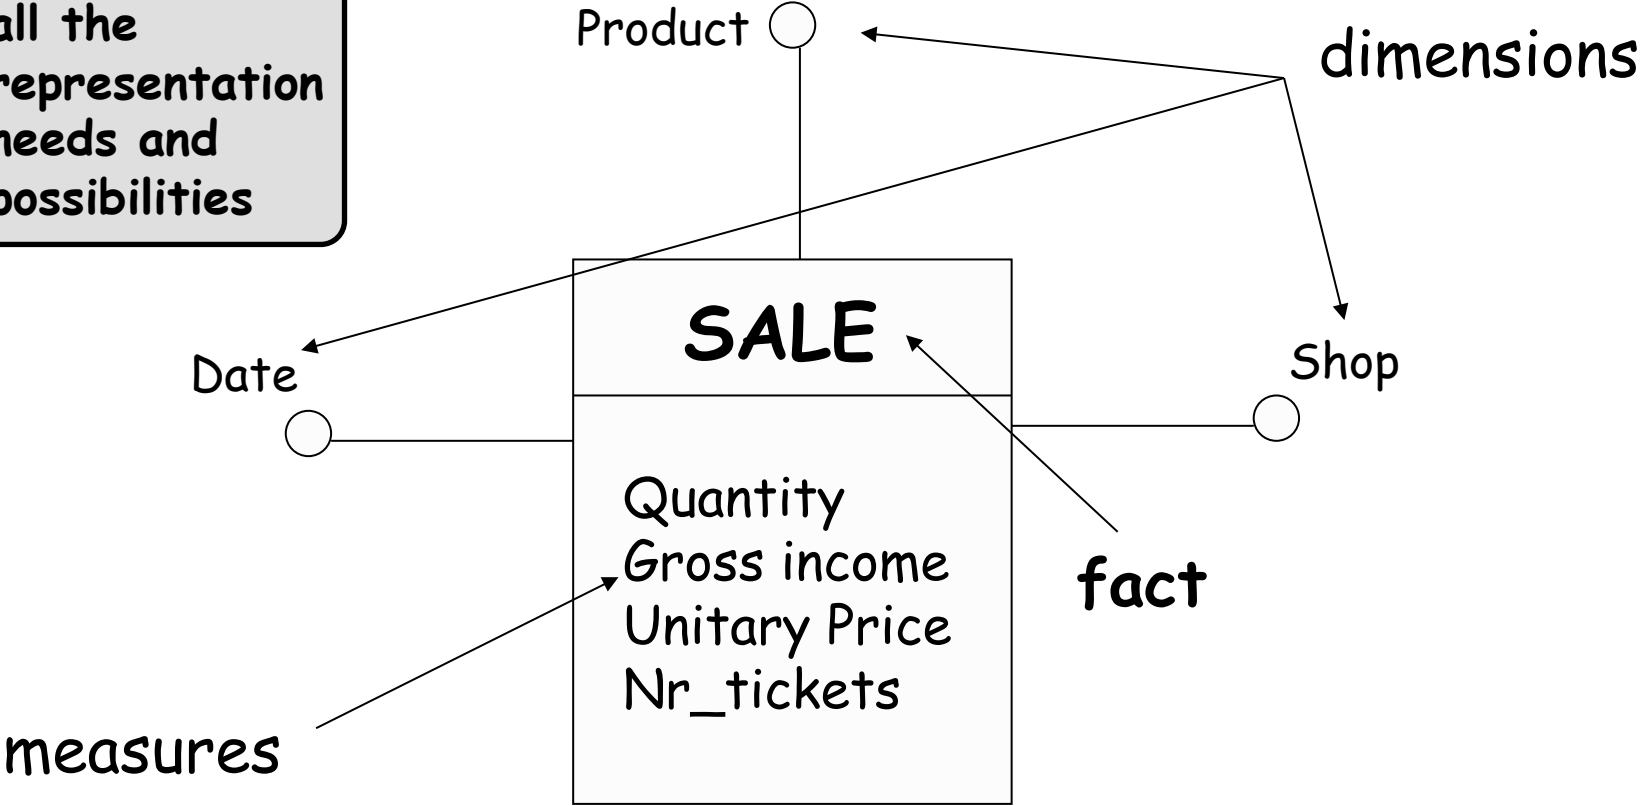 all the
representation
needs and
possibilities
Product
dimensions
SALE
Date
Shop
Quantity
Gross income
Unitary Price
Nr_tickets
fact
measures